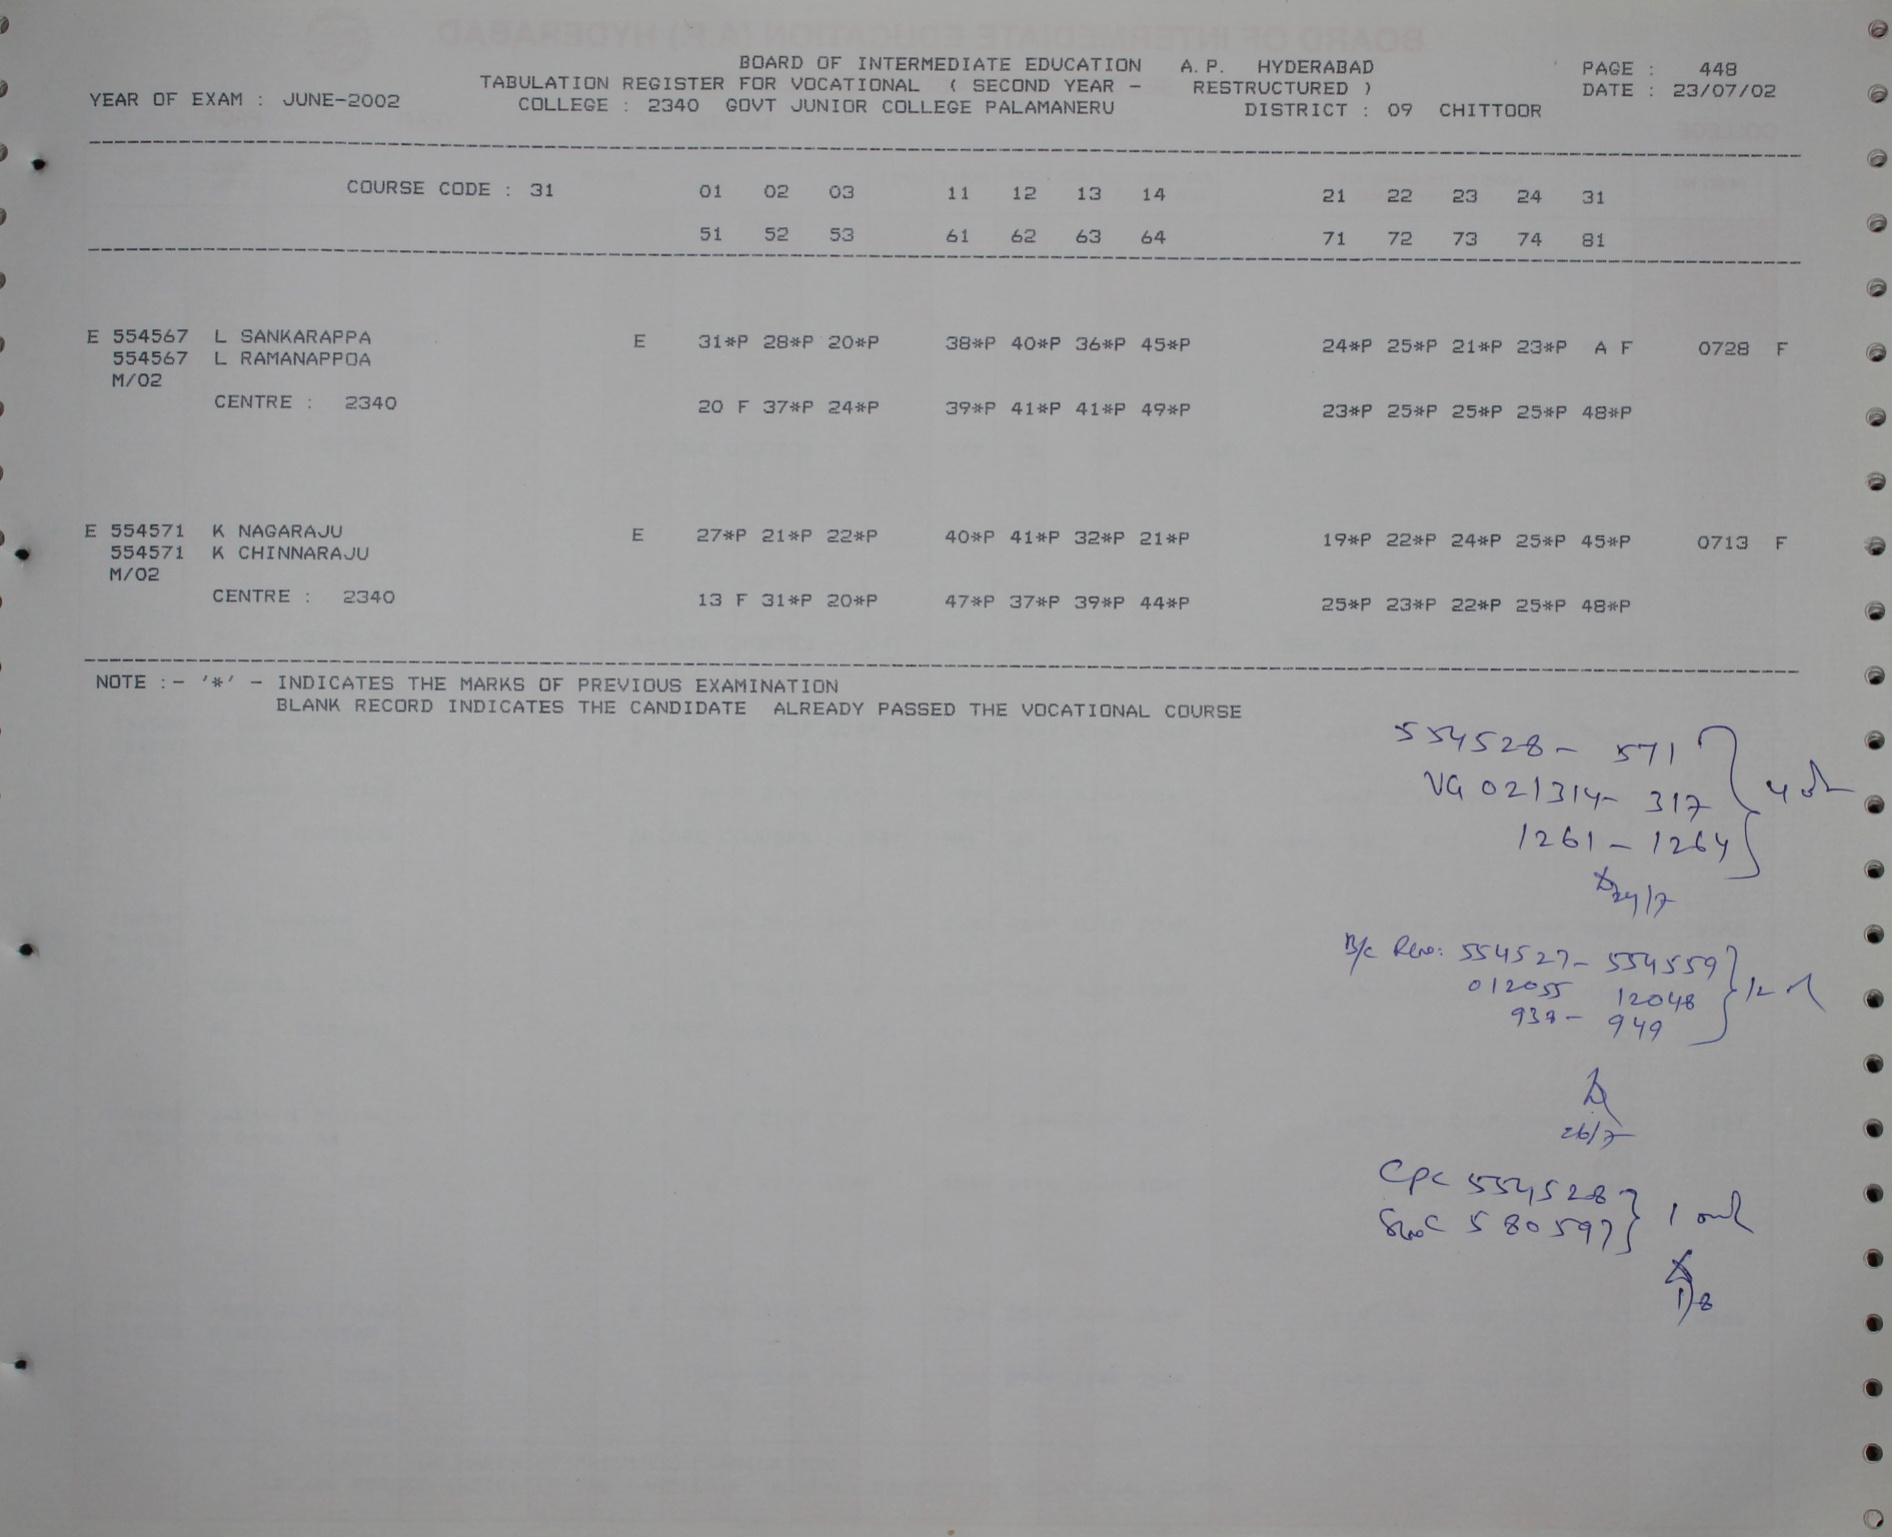 BOARD OF INTERMEDIATE EDUCATION A.P. HYDERABAD PAGE : 448
TABULATION REGISTER FOR VOCATIONAL ( SECOND YEAR - RESTRUCTURED ) DATE : 23/07/02
YEAR OF EXAM : JUNE-2002 COLLEGE : 2340 GOVT JUNIOR COLLEGE PALAMANERU DISTRICT : 09 CHITTOOR
COURSE CODE : 31 01 02 03 11 12 13 14 21 22 23 24 31
51 52 53 61 62 63 64 71 72 73 74 81
E 554567 L SANKARAPPA E 31*P 28*P 20*P 38*P 40*P 36*P 45*P 24*P 25*P 21*P 23*P A F 0728 F
554567 L RAMANAPPOA
M/02
CENTRE : 2340 20 F 37*P 24*P 39*P 41*P 41*P 49*P 23*P 25*P 25*P 25*P 48*P
E 554571 K NAGARAJU E 27*P 21*P 22*P 40*P 41*P 32*P 21*P 19*P 22*P 24*P 25*P 45*P 0713 F
554571 K CHINNARAJU
M/02
CENTRE : 2340 13 F 31*P 20*P 47*P 37*P 39*P 44*P 25*P 23*P 22*P 25*P 48*P
NOTE :- '*' - INDICATES THE MARKS OF PREVIOUS EXAMINATION
BLANK RECORD INDICATES THE CANDIDATE ALREADY PASSED THE VOCATIONAL COURSE
554528 - 571
VG 021314 - 317
1261 - 1264
24/7
554527 - 554559
012055 12048
938 - 949
26/7
Cpc 554528
580597
1/8